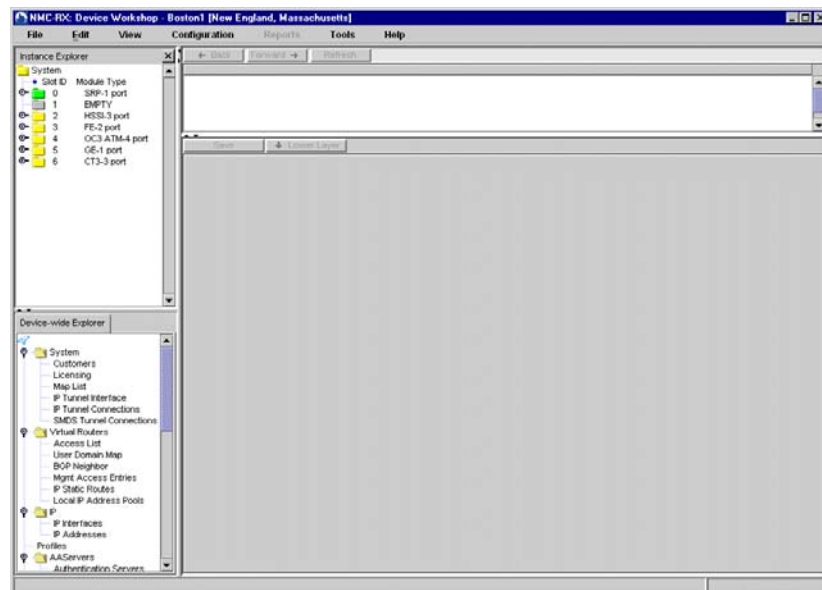 NMC-RX: Device Workshop - Boston1 [New England, Massachusetts]
File Edit View Configuration Reports Tools Help
Instance Explorer
Back Forward Refresh
System
Slot ID Module Type
0 SRP-1 port
1 EMPTY
2 HSSI-3 port
3 FE-2 port
4 OC3 ATM-4 port
5 GE-1 port
6 CT3-3 port
Save Lower Layer
Device-wide Explorer
System
Customers
Licensing
Map List
IP Tunnel Interface
IP Tunnel Connections
SMDS Tunnel Connections
Virtual Routers
Access List
User Domain Map
BGP Neighbor
Mgmt Access Entries
IP Static Routes
Local IP Address Pools
IP
IP Interfaces
IP Addresses
Profiles
AAServers
Authentication Servers